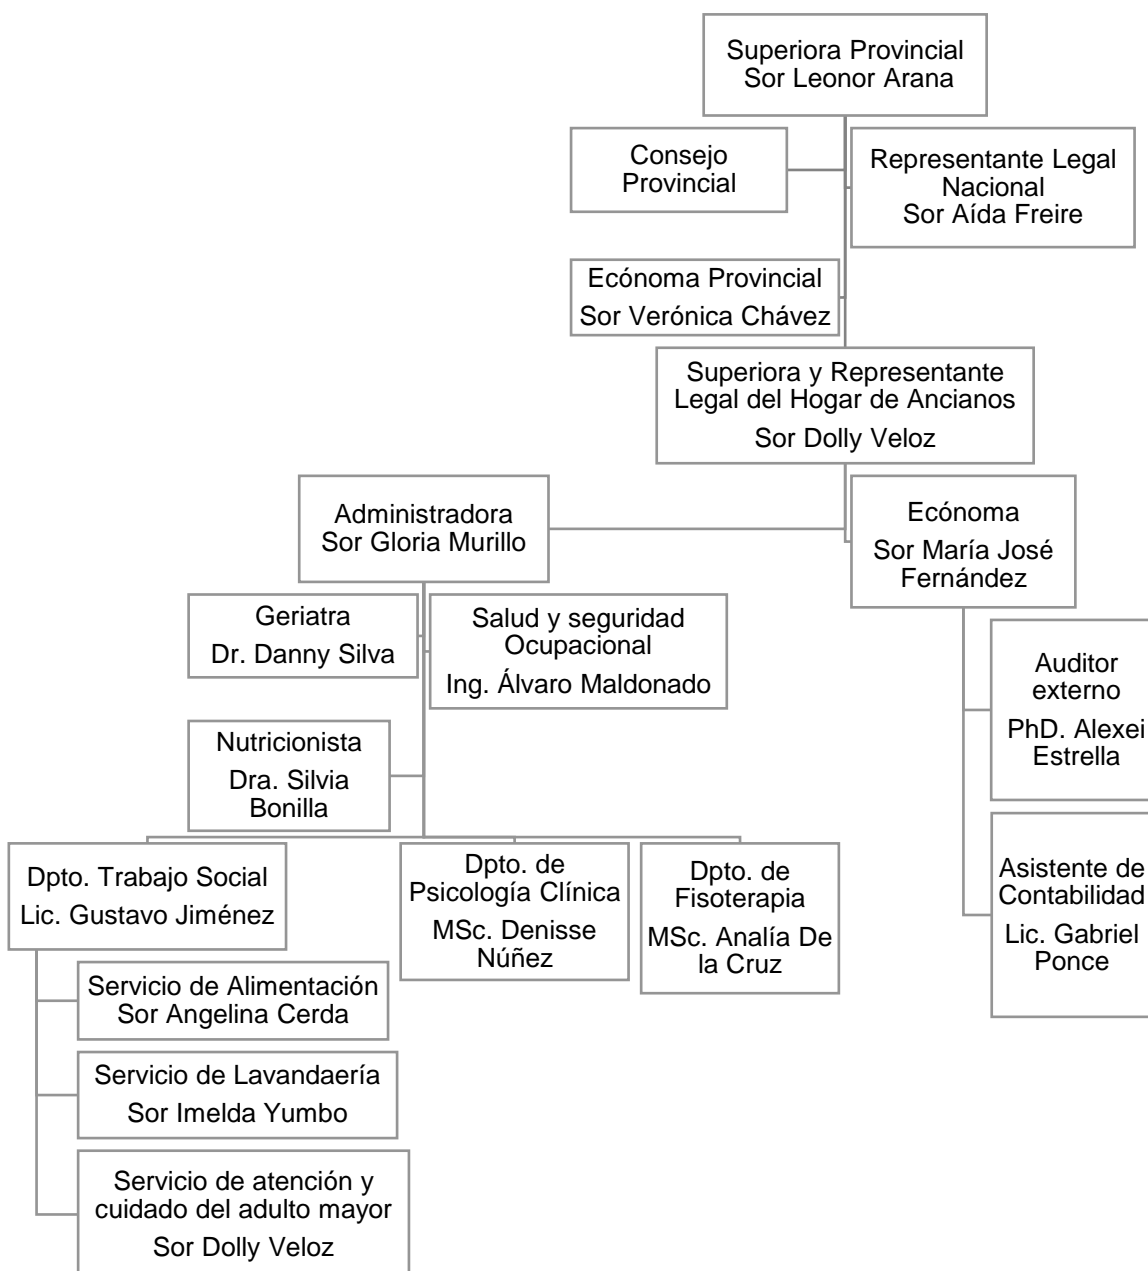 Superiora Provincial
Sor Leonor Arana
Consejo
Provincial
Representante Legal
Nacional
Sor Aída Freire
Ecónoma Provincial
Sor Verónica Chávez
Superiora y Representante
Legal del Hogar de Ancianos
Sor Dolly Veloz
Administradora
Sor Gloria Murillo
Ecónoma
Sor María José
Fernández
Geriatra
Dr. Danny Silva
Salud y seguridad
Ocupacional
Ing. Álvaro Maldonado
Auditor
externo
PhD. Alexei
Estrella
Nutricionista
Dra. Silvia
Bonilla
Dpto. Trabajo Social
Lic. Gustavo Jiménez
Dpto. de
Psicología Clínica
MSc. Denisse
Núñez
Dpto. de
Fisoterapia
MSc. Analía De
la Cruz
Asistente de
Contabilidad
Lic. Gabriel
Ponce
Servicio de Alimentación
Sor Angelina Cerda
Servicio de Lavandaería
Sor Imelda Yumbo
Servicio de atención y
cuidado del adulto mayor
Sor Dolly Veloz